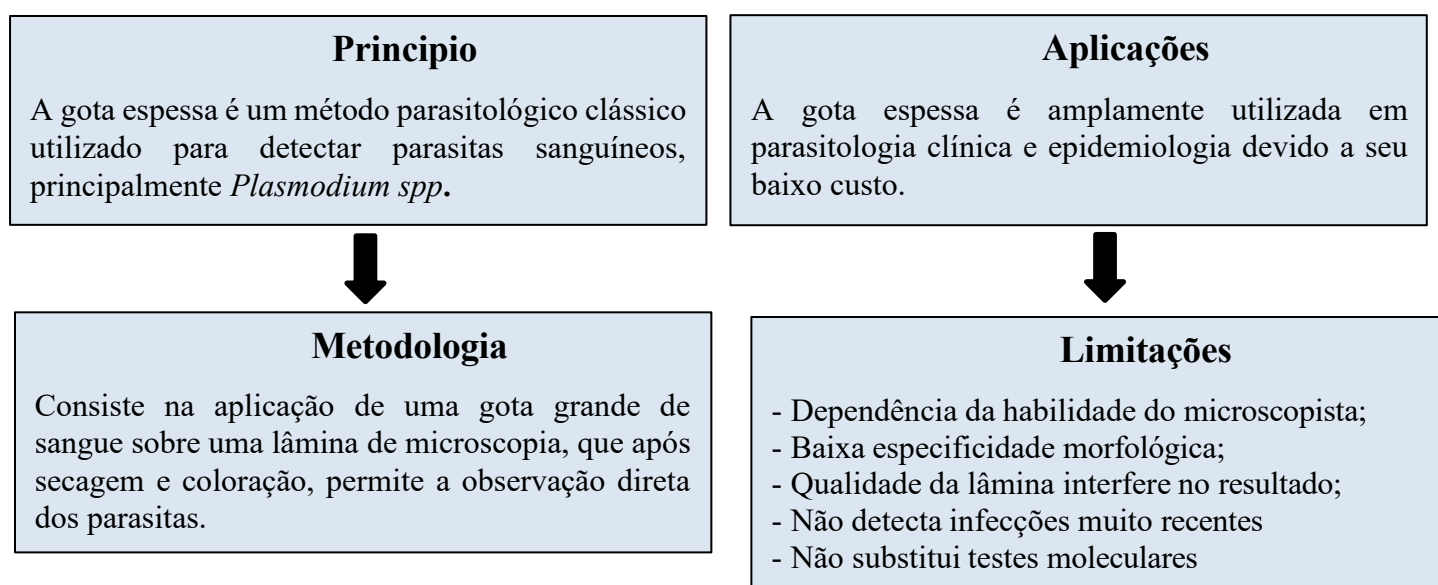 Principio
A gota espessa é um método parasitológico clássico
utilizado para detectar parasitas sanguíneos,
principalmente Plasmodium spp.
Metodologia
Consiste na aplicação de uma gota grande de
sangue sobre uma lâmina de microscopia, que após
secagem e coloração, permite a observação direta
dos parasitas.
Aplicações
A gota espessa é amplamente utilizada em
parasitologia clínica e epidemiologia devido a seu
baixo custo.
Limitações
- Dependência da habilidade do microscopista;
- Baixa especificidade morfológica;
- Qualidade da lâmina interfere no resultado;
- Não detecta infecções muito recentes
- Não substitui testes moleculares